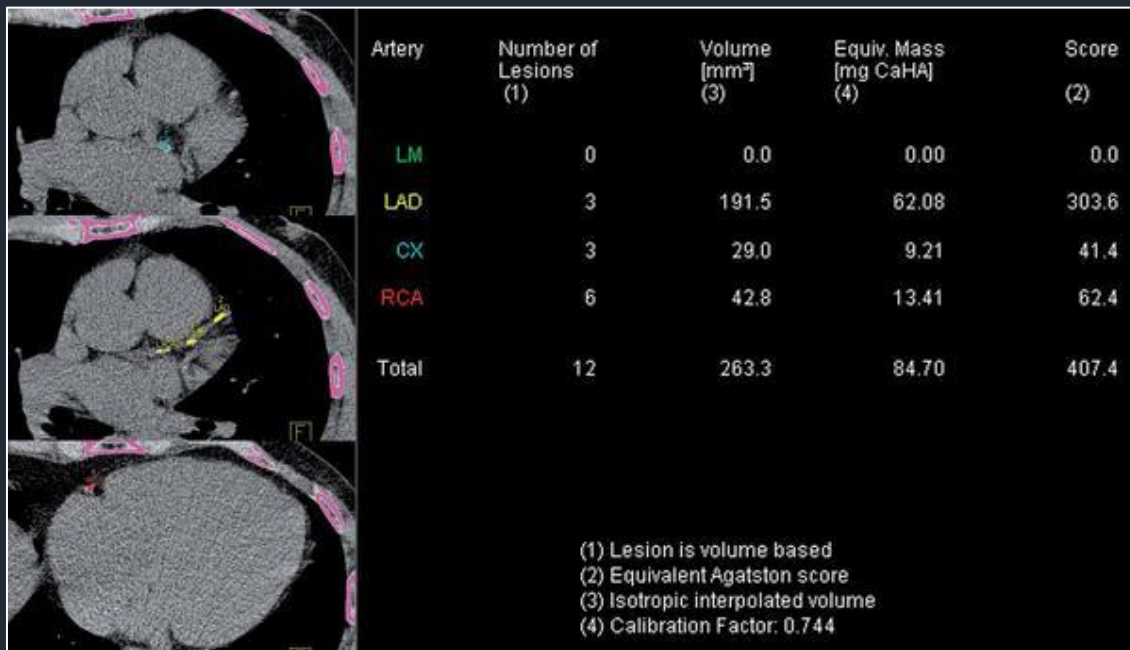 Artery Number of Lesions (1) Volume [mm³] (3) Equiv. Mass [mg CaHA] (4) Score (2)
LM 0 0.0 0.00 0.0
LAD 3 191.5 62.08 303.6
CX 3 29.0 9.21 41.4
RCA 6 42.8 13.41 62.4
Total 12 263.3 84.70 407.4
(1) Lesion is volume based
(2) Equivalent Agatston score
(3) Isotropic interpolated volume
(4) Calibration Factor: 0.744
F